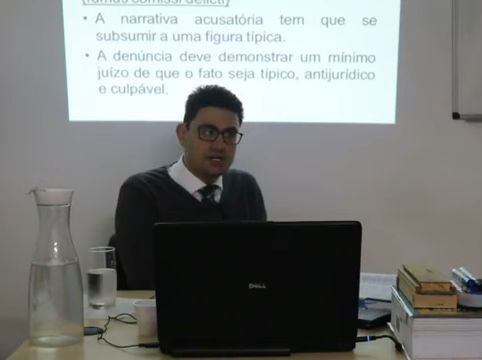 [fumus comissi delicti]
• A narrativa acusatória tem que se
subsumir a uma figura típica.
• A denúncia deve demonstrar um mínimo
juízo de que o fato seja típico, antijurídico
e culpável.
DELL